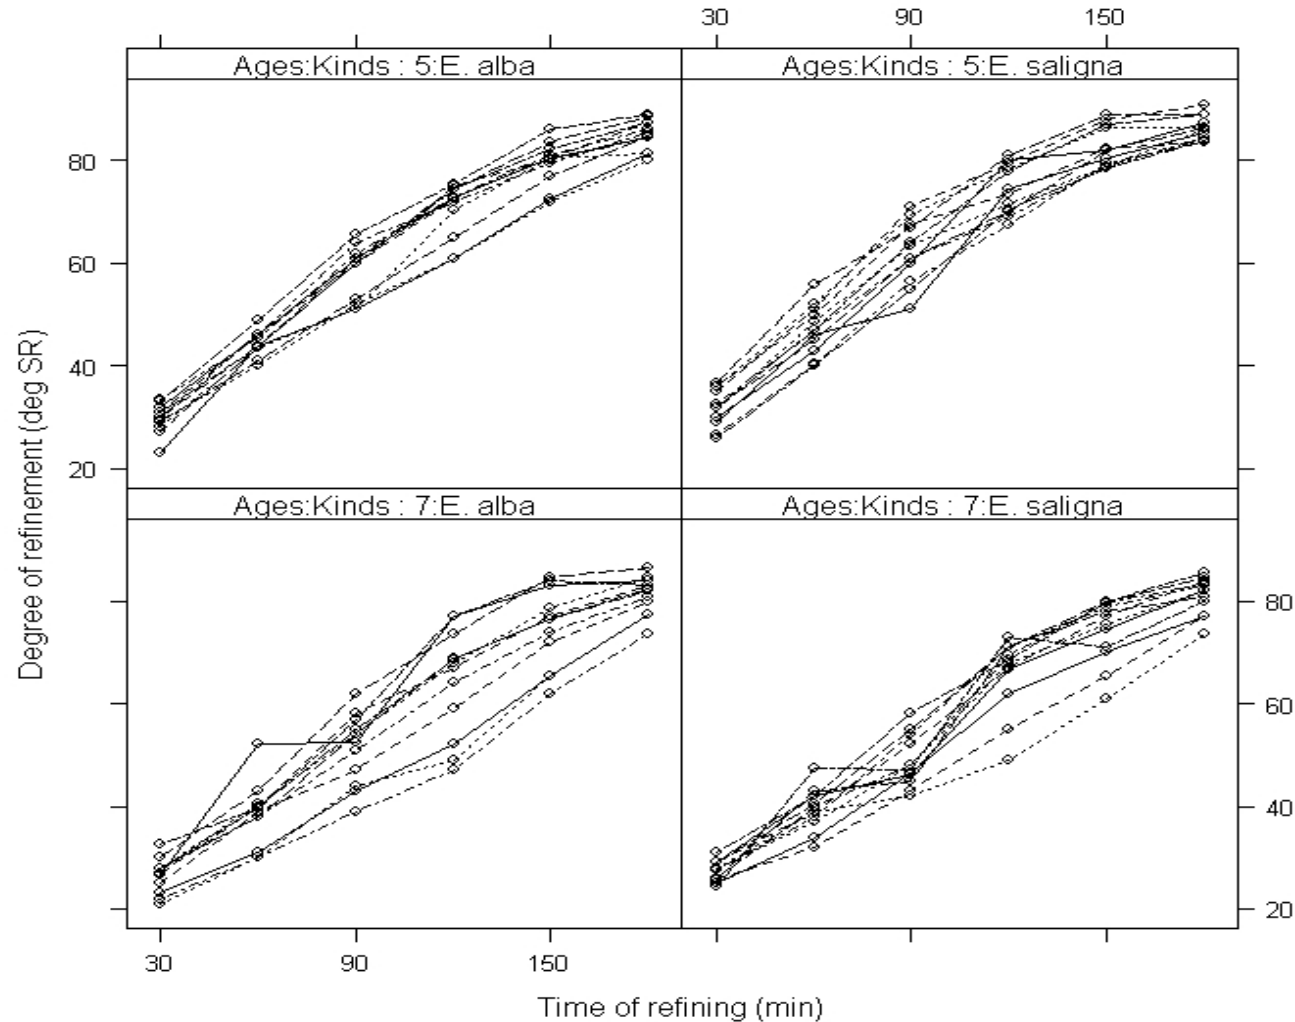 30 90 150
Ages:Kinds : 5:E. alba Ages:Kinds : 5:E. saligna
80
60
40
20
Degree of refinement (deg SR)
Ages:Kinds : 7:E. alba Ages:Kinds : 7:E. saligna
80
60
40
20
30 90 150
Time of refining (min)